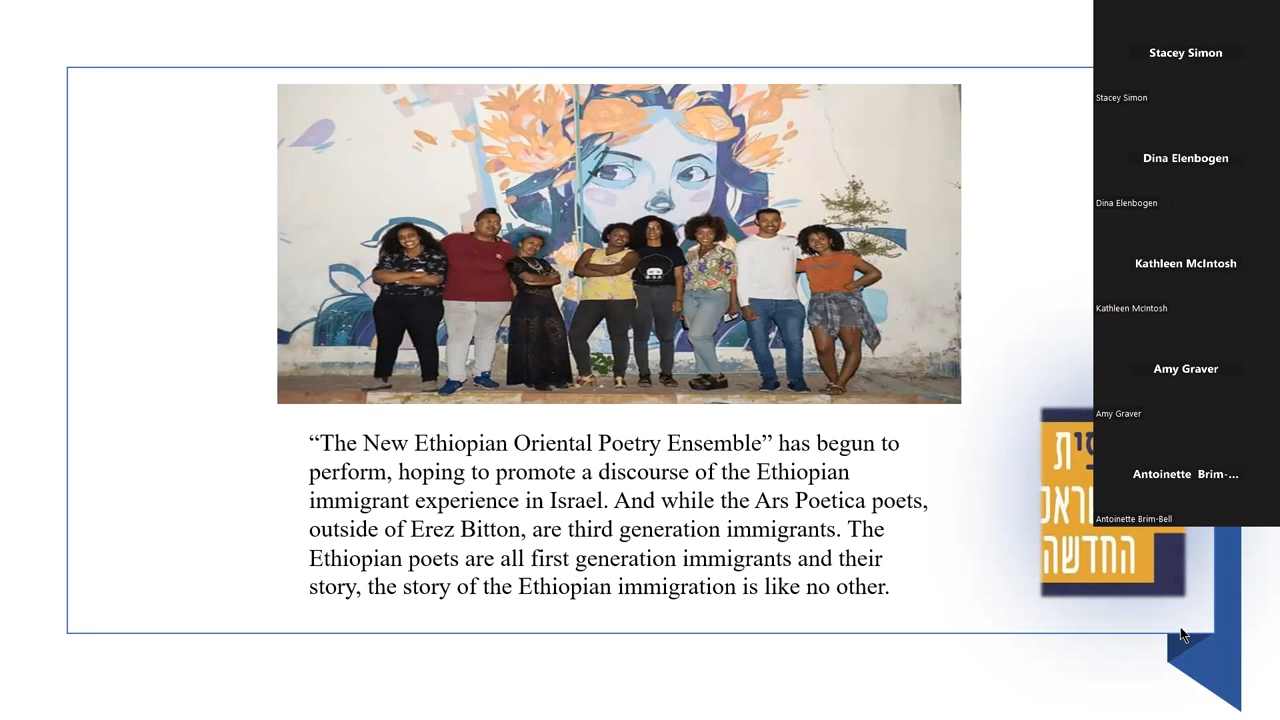 “The New Ethiopian Oriental Poetry Ensemble” has begun to
perform, hoping to promote a discourse of the Ethiopian
immigrant experience in Israel. And while the Ars Poetica poets,
outside of Erez Bitton, are third generation immigrants. The
Ethiopian poets are all first generation immigrants and their
story, the story of the Ethiopian immigration is like no other.
החדשה
Stacey Simon
Stacey Simon
Dina Elenbogen
Dina Elenbogen
Kathleen McIntosh
Kathleen McIntosh
Amy Graver
Amy Graver
Antoinette Brim-...
Antoinette Brim-Bell